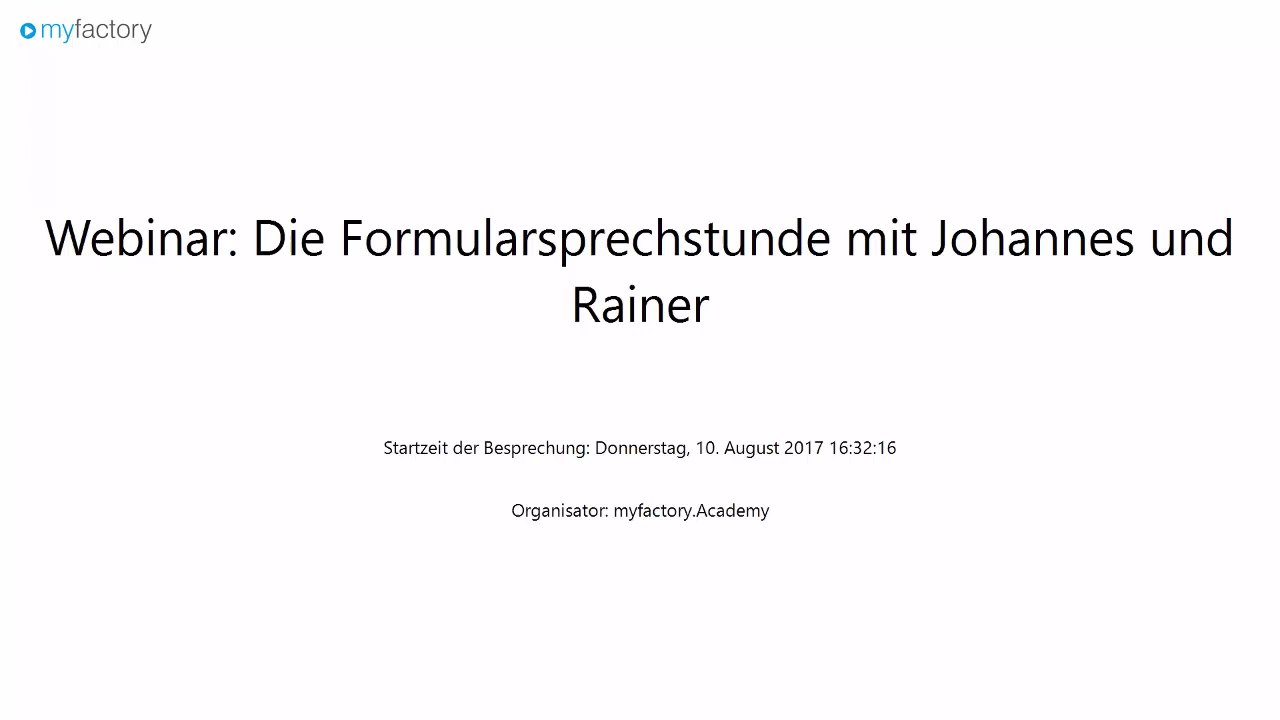 myfactory
Webinar: Die Formularsprechstunde mit Johannes und
Rainer
Startzeit der Besprechung: Donnerstag, 10. August 2017 16:32:16
Organisator: myfactory.Academy